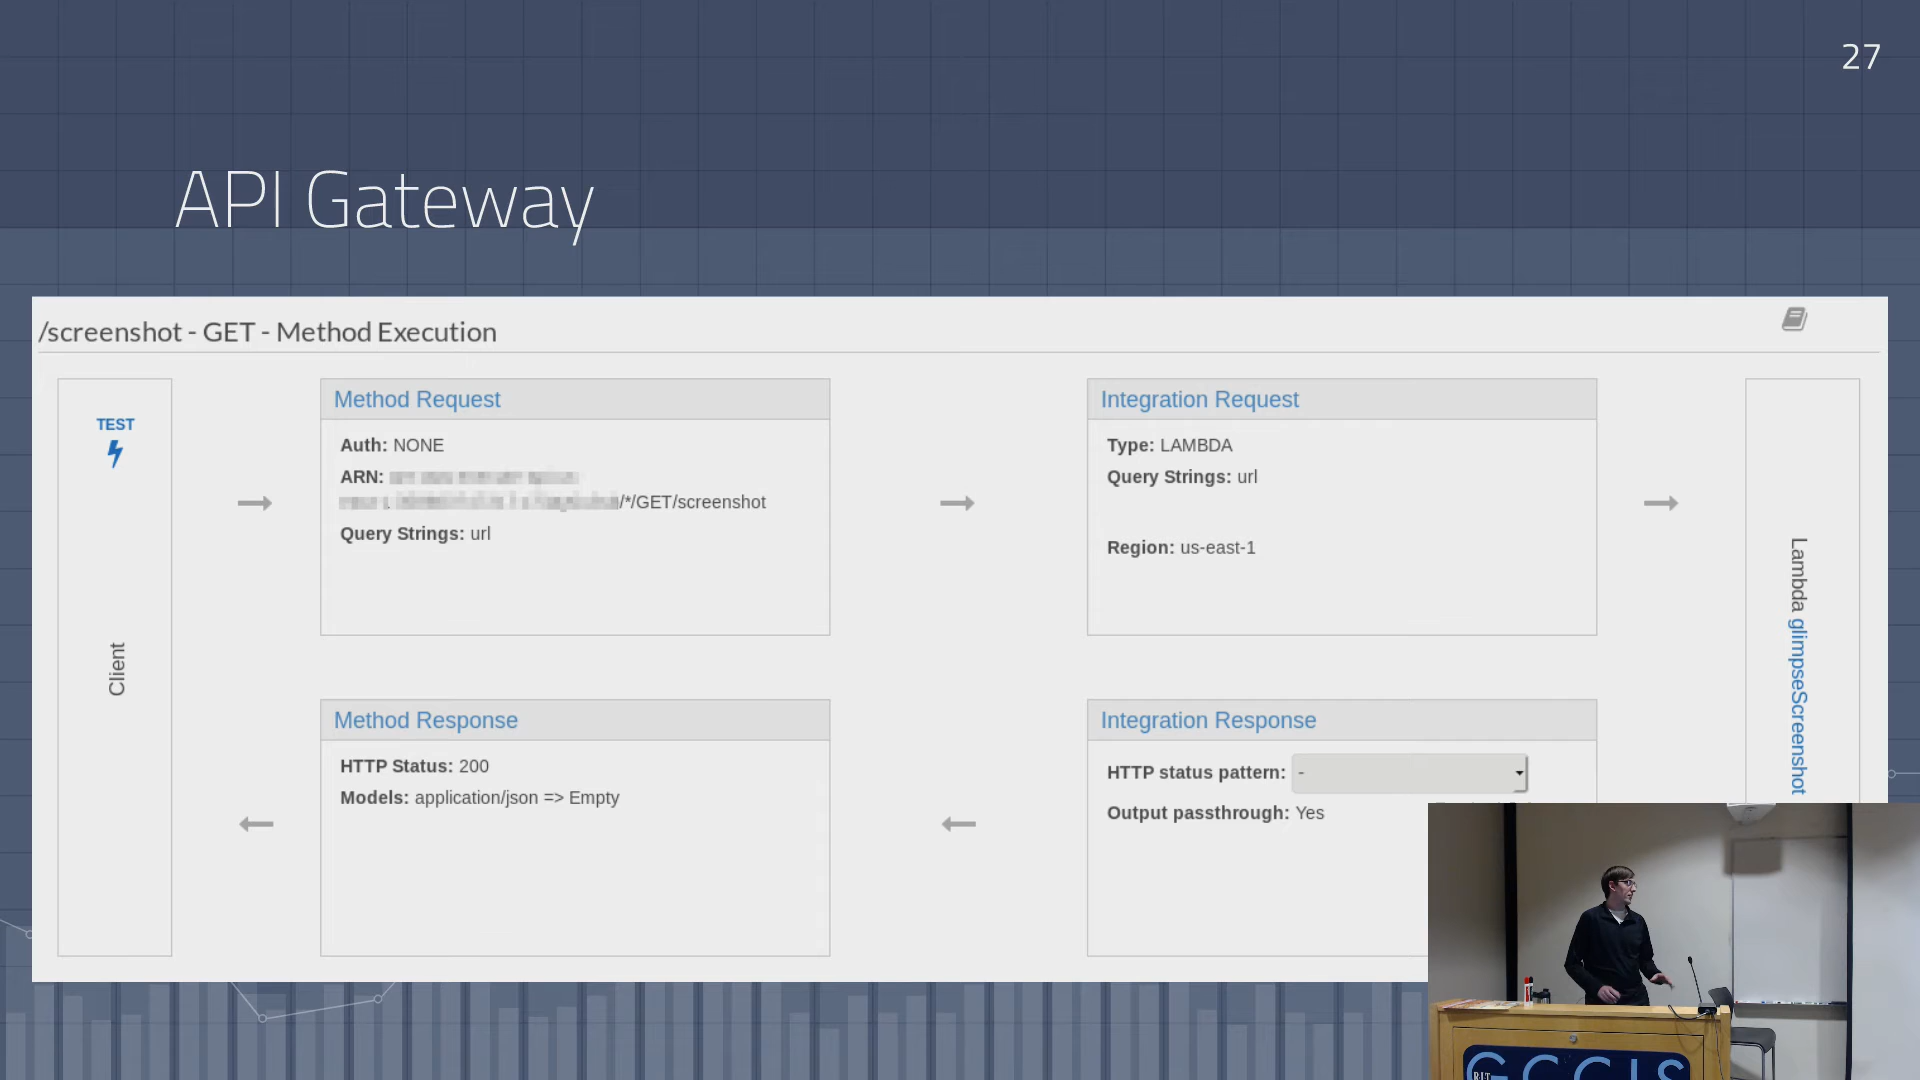 27
API Gateway
/screenshot - GET - Method Execution
TEST
Client
Method Request
Auth: NONE
ARN:
/*/GET/screenshot
Query Strings: url
Integration Request
Type: LAMBDA
Query Strings: url
Region: us-east-1
Lambda glimpseScreenshot
Method Response
HTTP Status: 200
Models: application/json => Empty
Integration Response
HTTP status pattern: -
Output passthrough: Yes
RIT
GCCIS